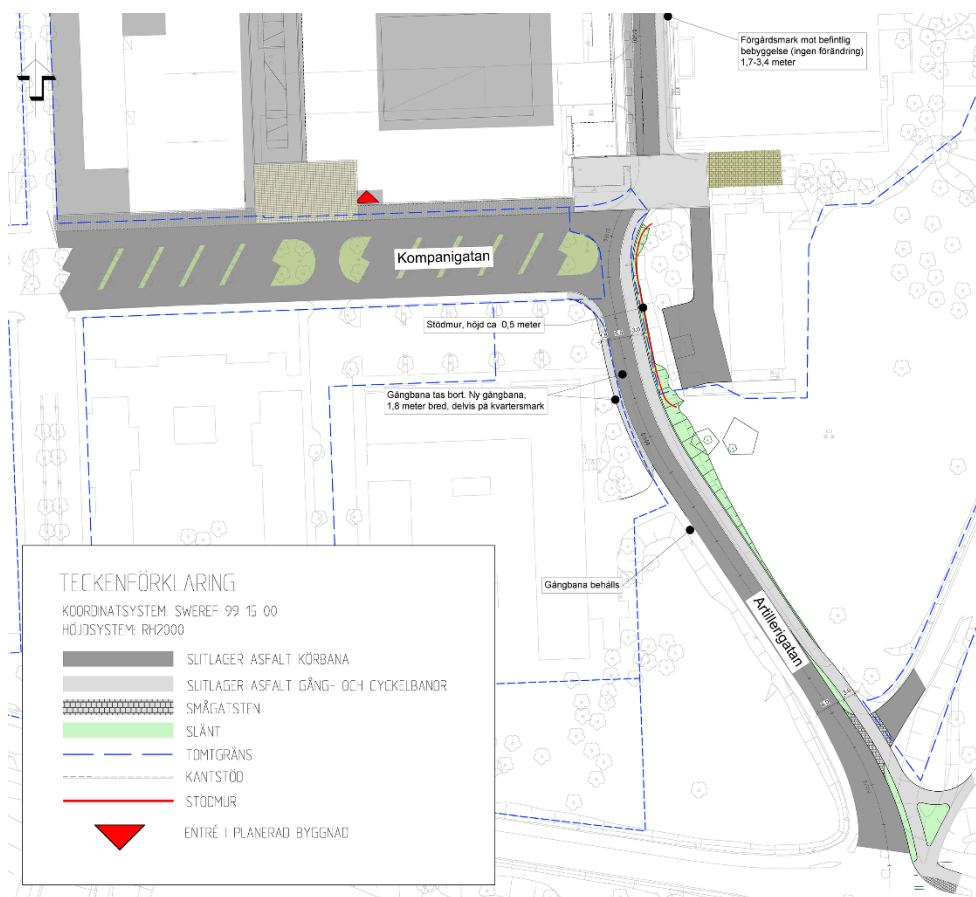 Förgårdsmark mot befintlig
bebyggelse (ingen förändring)
1,7-3,4 meter
Kompanigatan
Stödmur, höjd ca 0,5 meter
Gångbana tas bort. Ny gångbana,
1,8 meter bred, delvis på kvartersmark
Gångbana behålls
Artillerigatan
TECKENFÖRKLARING
KOORDINATSYSTEM SWEREF 99 15 00
HÖJDSYSTEM: RH2000
SLITLAGER ASFALT KÖRBANA
SLITLAGER ASFALT GÅNG- OCH CYCKELBANOR
SMÅGATSTEN
SLÄNT
TOMTGRÄNS
KANTSTÖD
STÖDMUR
ENTRÉ I PLANERAD BYGGNAD